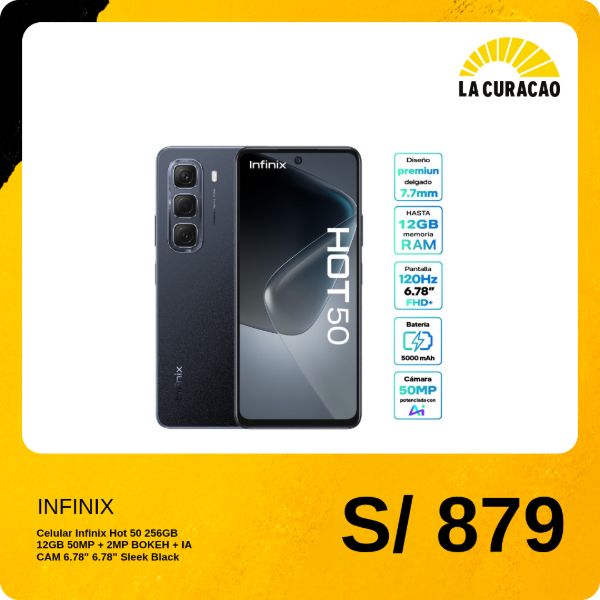 LA CURACAO
Infinix
HOT 50
Infinix
Diseño
premiun
delgado
7.7mm
HASTA
12GB
memoria
RAM
Pantalla
120Hz
6.78"
FHD+
Batería
5000 mAh
Cámara
50MP
potenciada con
Ai
INFINIX
Celular Infinix Hot 50 256GB
12GB 50MP + 2MP BOKEH + IA
CAM 6.78" 6.78" Sleek Black
S/ 879